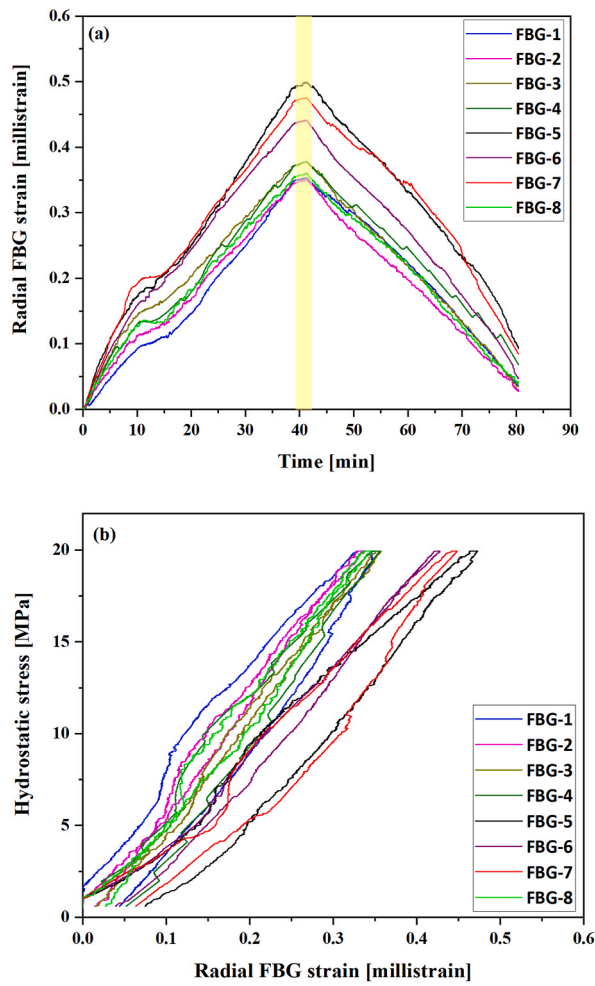 (a)
FBG-1
FBG-2
FBG-3
FBG-4
FBG-5
FBG-6
FBG-7
FBG-8
Radial FBG strain [millistrain]
0.6
0.5
0.4
0.3
0.2
0.1
0.0
0 10 20 30 40 50 60 70 80 90
Time [min]
(b)
Hydrostatic stress [MPa]
20
15
10
5
0
FBG-1
FBG-2
FBG-3
FBG-4
FBG-5
FBG-6
FBG-7
FBG-8
0.0 0.1 0.2 0.3 0.4 0.5 0.6
Radial FBG strain [millistrain]